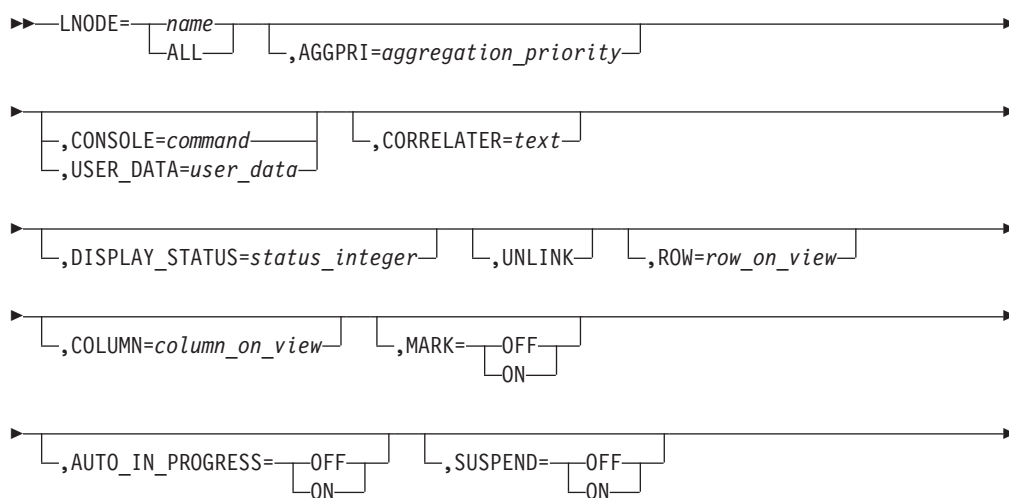 LNODE= name
ALL ,AGGPRI=aggregation_priority
,CONSOLE=command ,CORRELATER=text
,USER_DATA=user_data
,DISPLAY_STATUS=status_integer ,UNLINK ,ROW=row_on_view
,COLUMN=column_on_view ,MARK= OFF
ON
,AUTO_IN_PROGRESS= OFF ,SUSPEND= OFF
ON ON